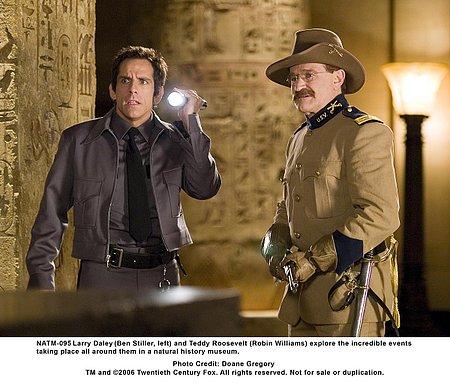 USV
NATM-095 Larry Daley (Ben Stiller, left) and Teddy Roosevelt (Robin Williams) explore the incredible events
taking place all around them in a natural history museum.
Photo Credit: Doane Gregory
TM and ©2006 Twentieth Century Fox. All rights reserved. Not for sale or duplication.